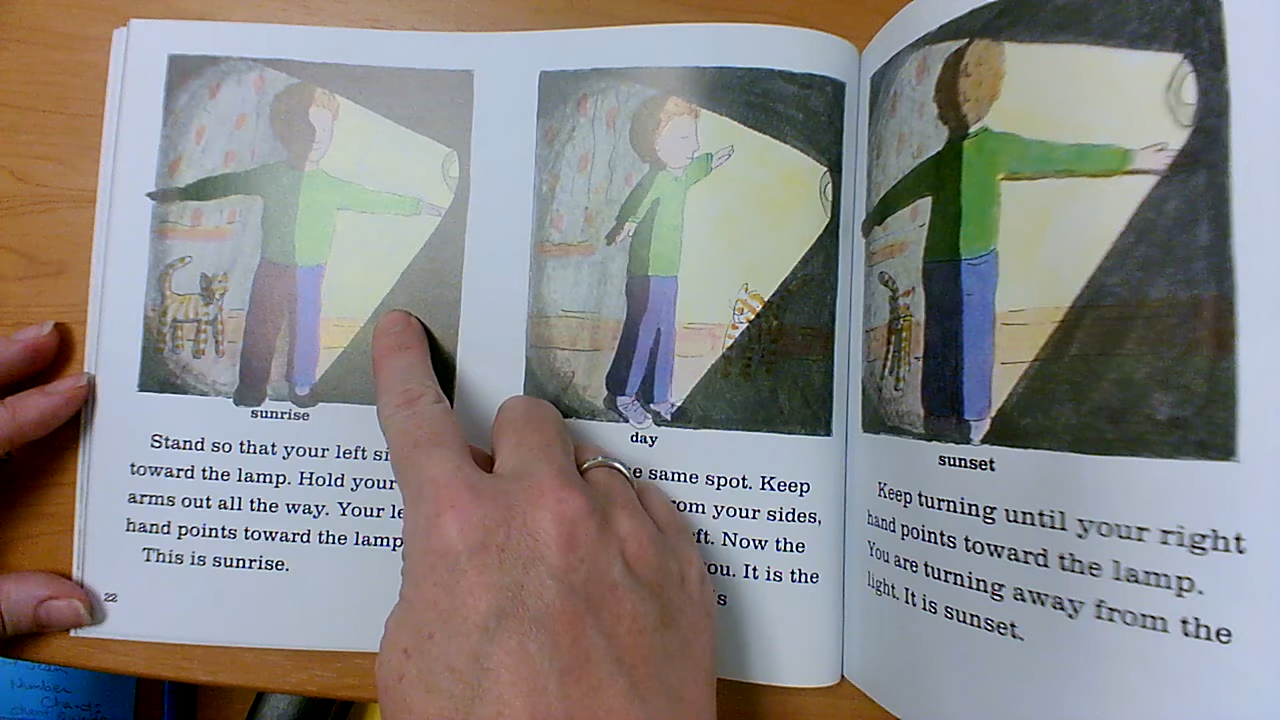 sunrise
Stand so that your left si
toward the lamp. Hold your
arms out all the way. Your le
hand points toward the lamp
This is sunrise.
22
day
e same spot. Keep
rom your sides,
ft. Now the
ou. It is the
s
sunset
Keep turning until your right
hand points toward the lamp.
You are turning away from the
light. It is sunset.
Number
Chards